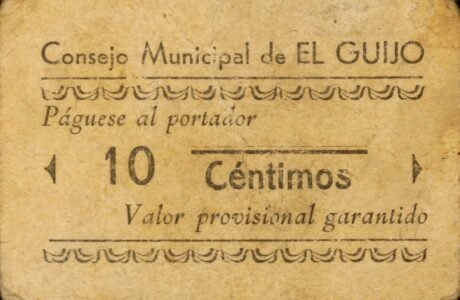 Consejo Municipal de EL GUIJO
Páguese al portador
10 Céntimos
Valor provisional garantido